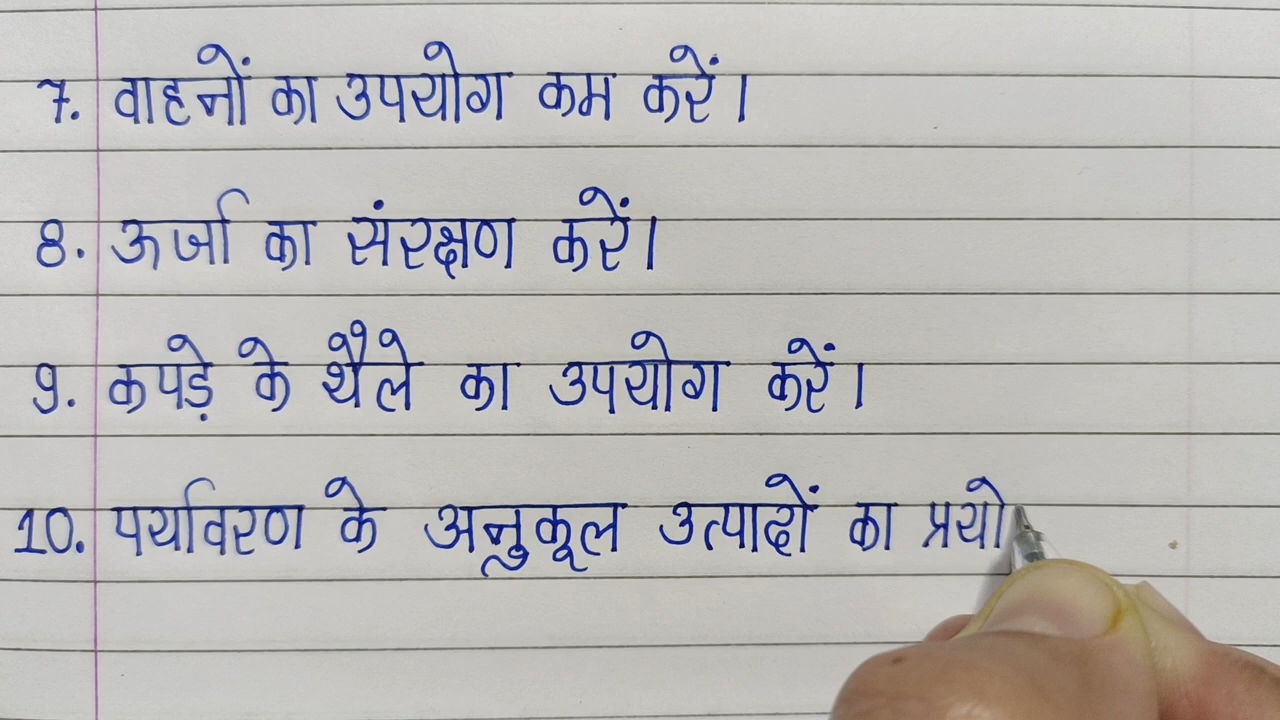 7. वाहनों का उपयोग कम करें।
8. ऊर्जा का संरक्षण करें।
9. कपड़े के थैले का उपयोग करें।
10. पर्यावरण के अनुकूल उत्पादों का प्रयो